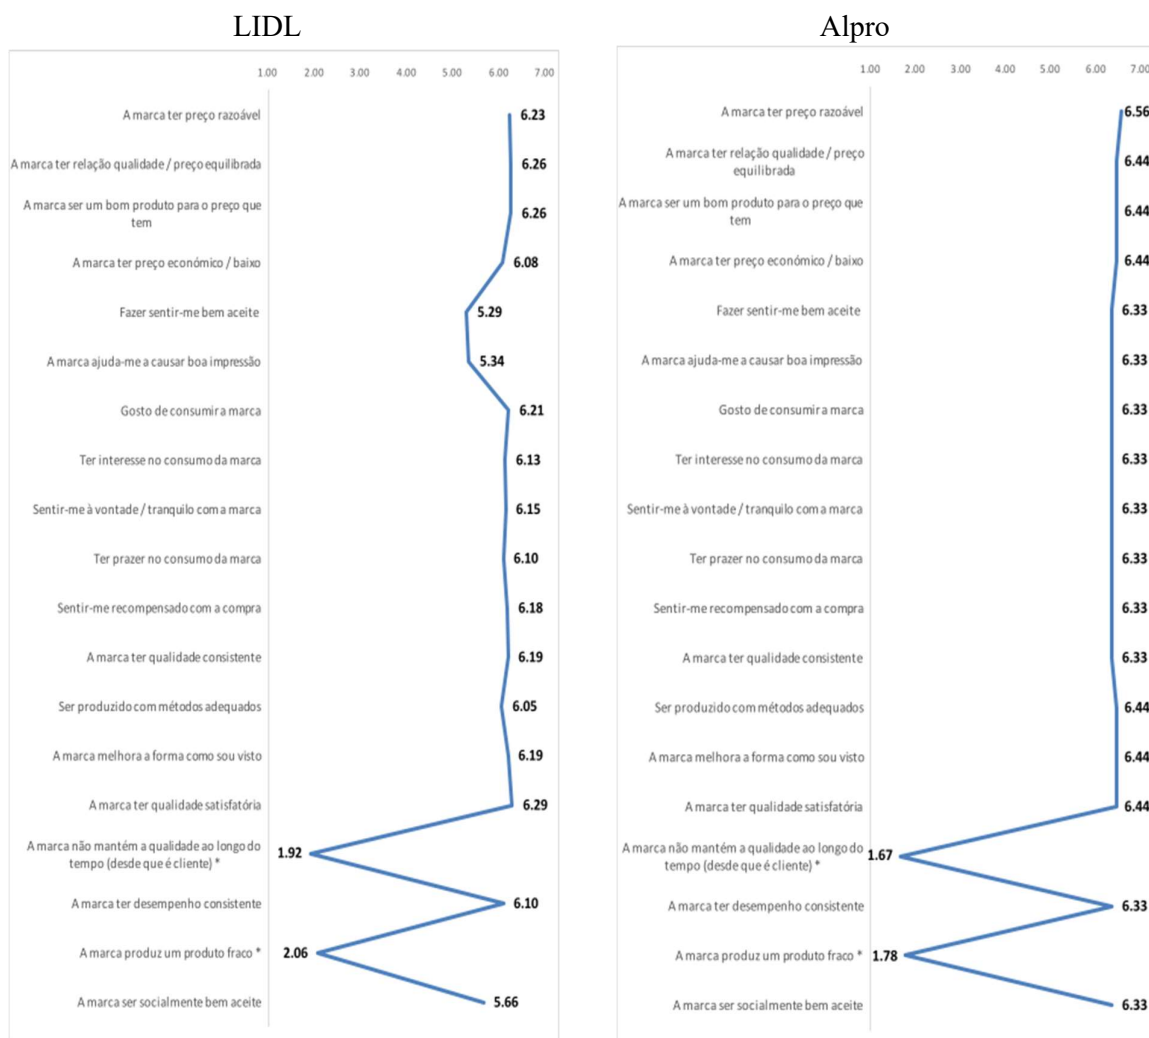 LIDL
1.00 2.00 3.00 4.00 5.00 6.00 7.00
A marca ter preço razoável 6.23
A marca ter relação qualidade / preço equilibrada 6.26
A marca ser um bom produto para o preço que
tem 6.26
A marca ter preço económico / baixo 6.08
Fazer sentir-me bem aceite 5.29
A marca ajuda-me a causar boa impressão 5.34
Gosto de consumir a marca 6.21
Ter interesse no consumo da marca 6.13
Sentir-me à vontade / tranquilo com a marca 6.15
Ter prazer no consumo da marca 6.10
Sentir-me recompensado com a compra 6.18
A marca ter qualidade consistente 6.19
Ser produzido com métodos adequados 6.05
A marca melhora a forma como sou visto 6.19
A marca ter qualidade satisfatória 6.29
A marca não mantém a qualidade ao longo do
tempo (desde que é cliente) * 1.92
A marca ter desempenho consistente 6.10
A marca produz um produto fraco * 2.06
A marca ser socialmente bem aceite 5.66
Alpro
1.00 2.00 3.00 4.00 5.00 6.00 7.00
A marca ter preço razoável 6.56
A marca ter relação qualidade / preço
equilibrada 6.44
A marca ser um bom produto para o preço que
tem 6.44
A marca ter preço económico / baixo 6.44
Fazer sentir-me bem aceite 6.33
A marca ajuda-me a causar boa impressão 6.33
Gosto de consumir a marca 6.33
Ter interesse no consumo da marca 6.33
Sentir-me à vontade / tranquilo com a marca 6.33
Ter prazer no consumo da marca 6.33
Sentir-me recompensado com a compra 6.33
A marca ter qualidade consistente 6.33
Ser produzido com métodos adequados 6.44
A marca melhora a forma como sou visto 6.44
A marca ter qualidade satisfatória 6.44
A marca não mantém a qualidade ao longo do
tempo (desde que é cliente) * 1.67
A marca ter desempenho consistente 6.33
A marca produz um produto fraco * 1.78
A marca ser socialmente bem aceite 6.33